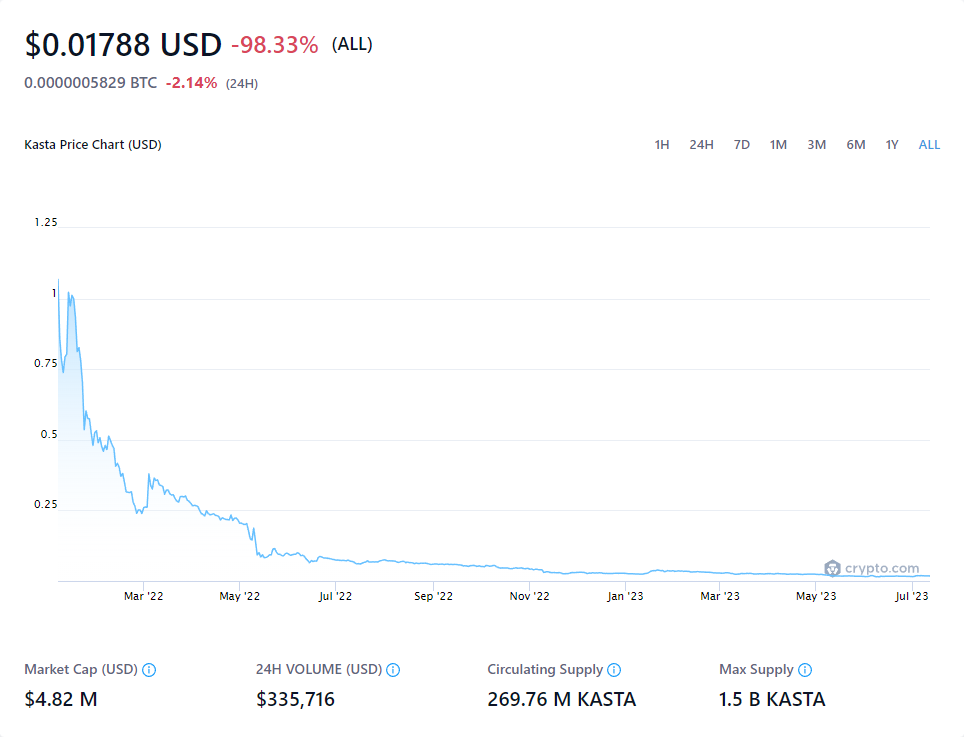 $0.01788 USD -98.33% (ALL)
0.0000005829 BTC -2.14% (24H)
Kasta Price Chart (USD) 1H 24H 7D 1M 3M 6M 1Y ALL
1.25
1
0.75
0.5
0.25
crypto.com
Mar '22 May '22 Jul '22 Sep '22 Nov '22 Jan '23 Mar '23 May '23 Jul '23
Market Cap (USD) 24H VOLUME (USD) Circulating Supply Max Supply
$4.82 M $335,716 269.76 M KASTA 1.5 B KASTA